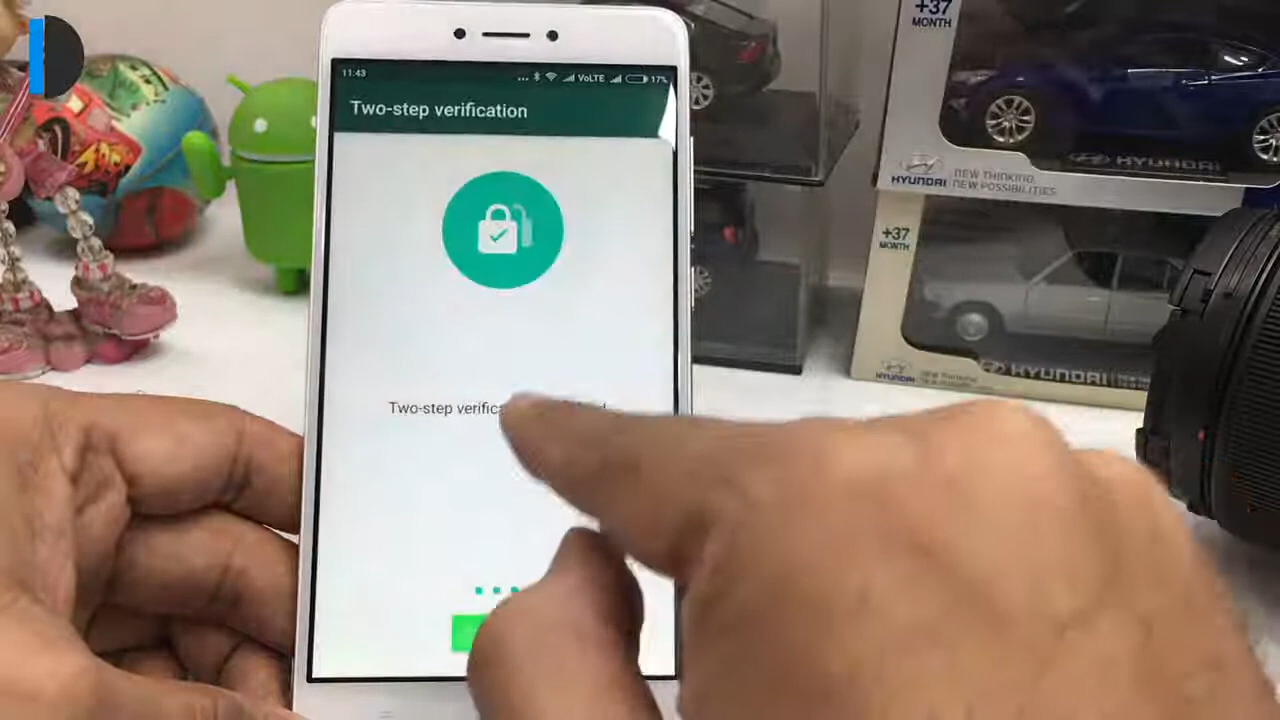 11:43
... VoLTE 17%
Two-step verification
Two-step
+37
MONTH
HYUNDAI
NEW THINKING.
NEW POSSIBILITIES
HYUNDAI
+37
MONTH
HYUNDAI
HYUNDAI